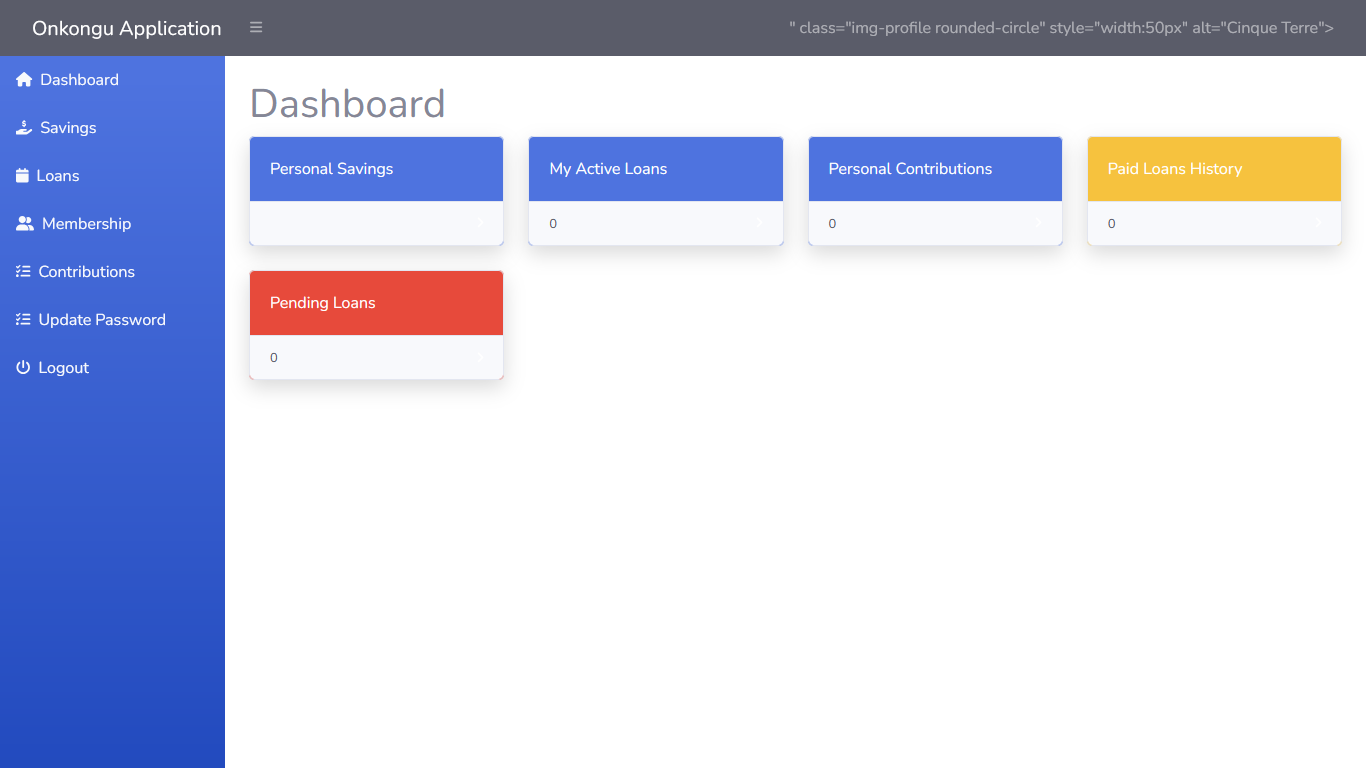 Onkongu Application
" class="img-profile rounded-circle" style="width:50px" alt="Cinque Terre">
Dashboard
Savings
Loans
Membership
Contributions
Update Password
Logout
Dashboard
Personal Savings
My Active Loans
0
Personal Contributions
0
Paid Loans History
0
Pending Loans
0